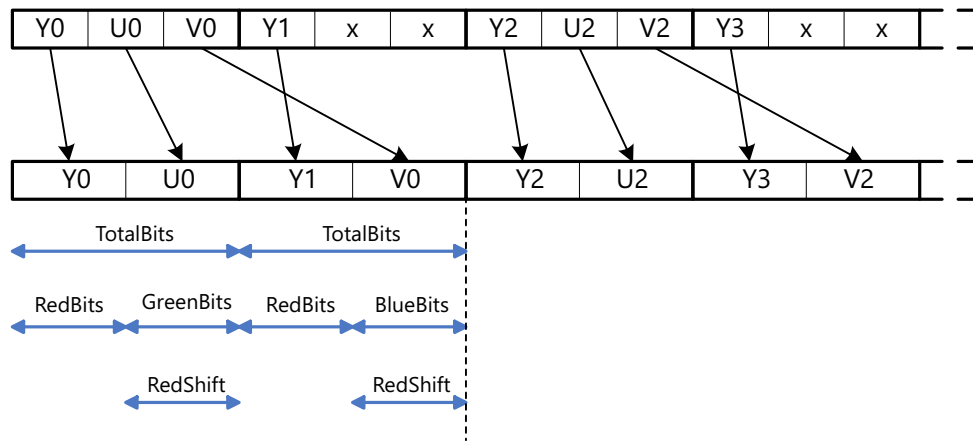 Y0 U0 V0 Y1 x x Y2 U2 V2 Y3 x x
Y0 U0 Y1 V0 Y2 U2 Y3 V2
TotalBits TotalBits
RedBits GreenBits RedBits BlueBits
RedShift RedShift